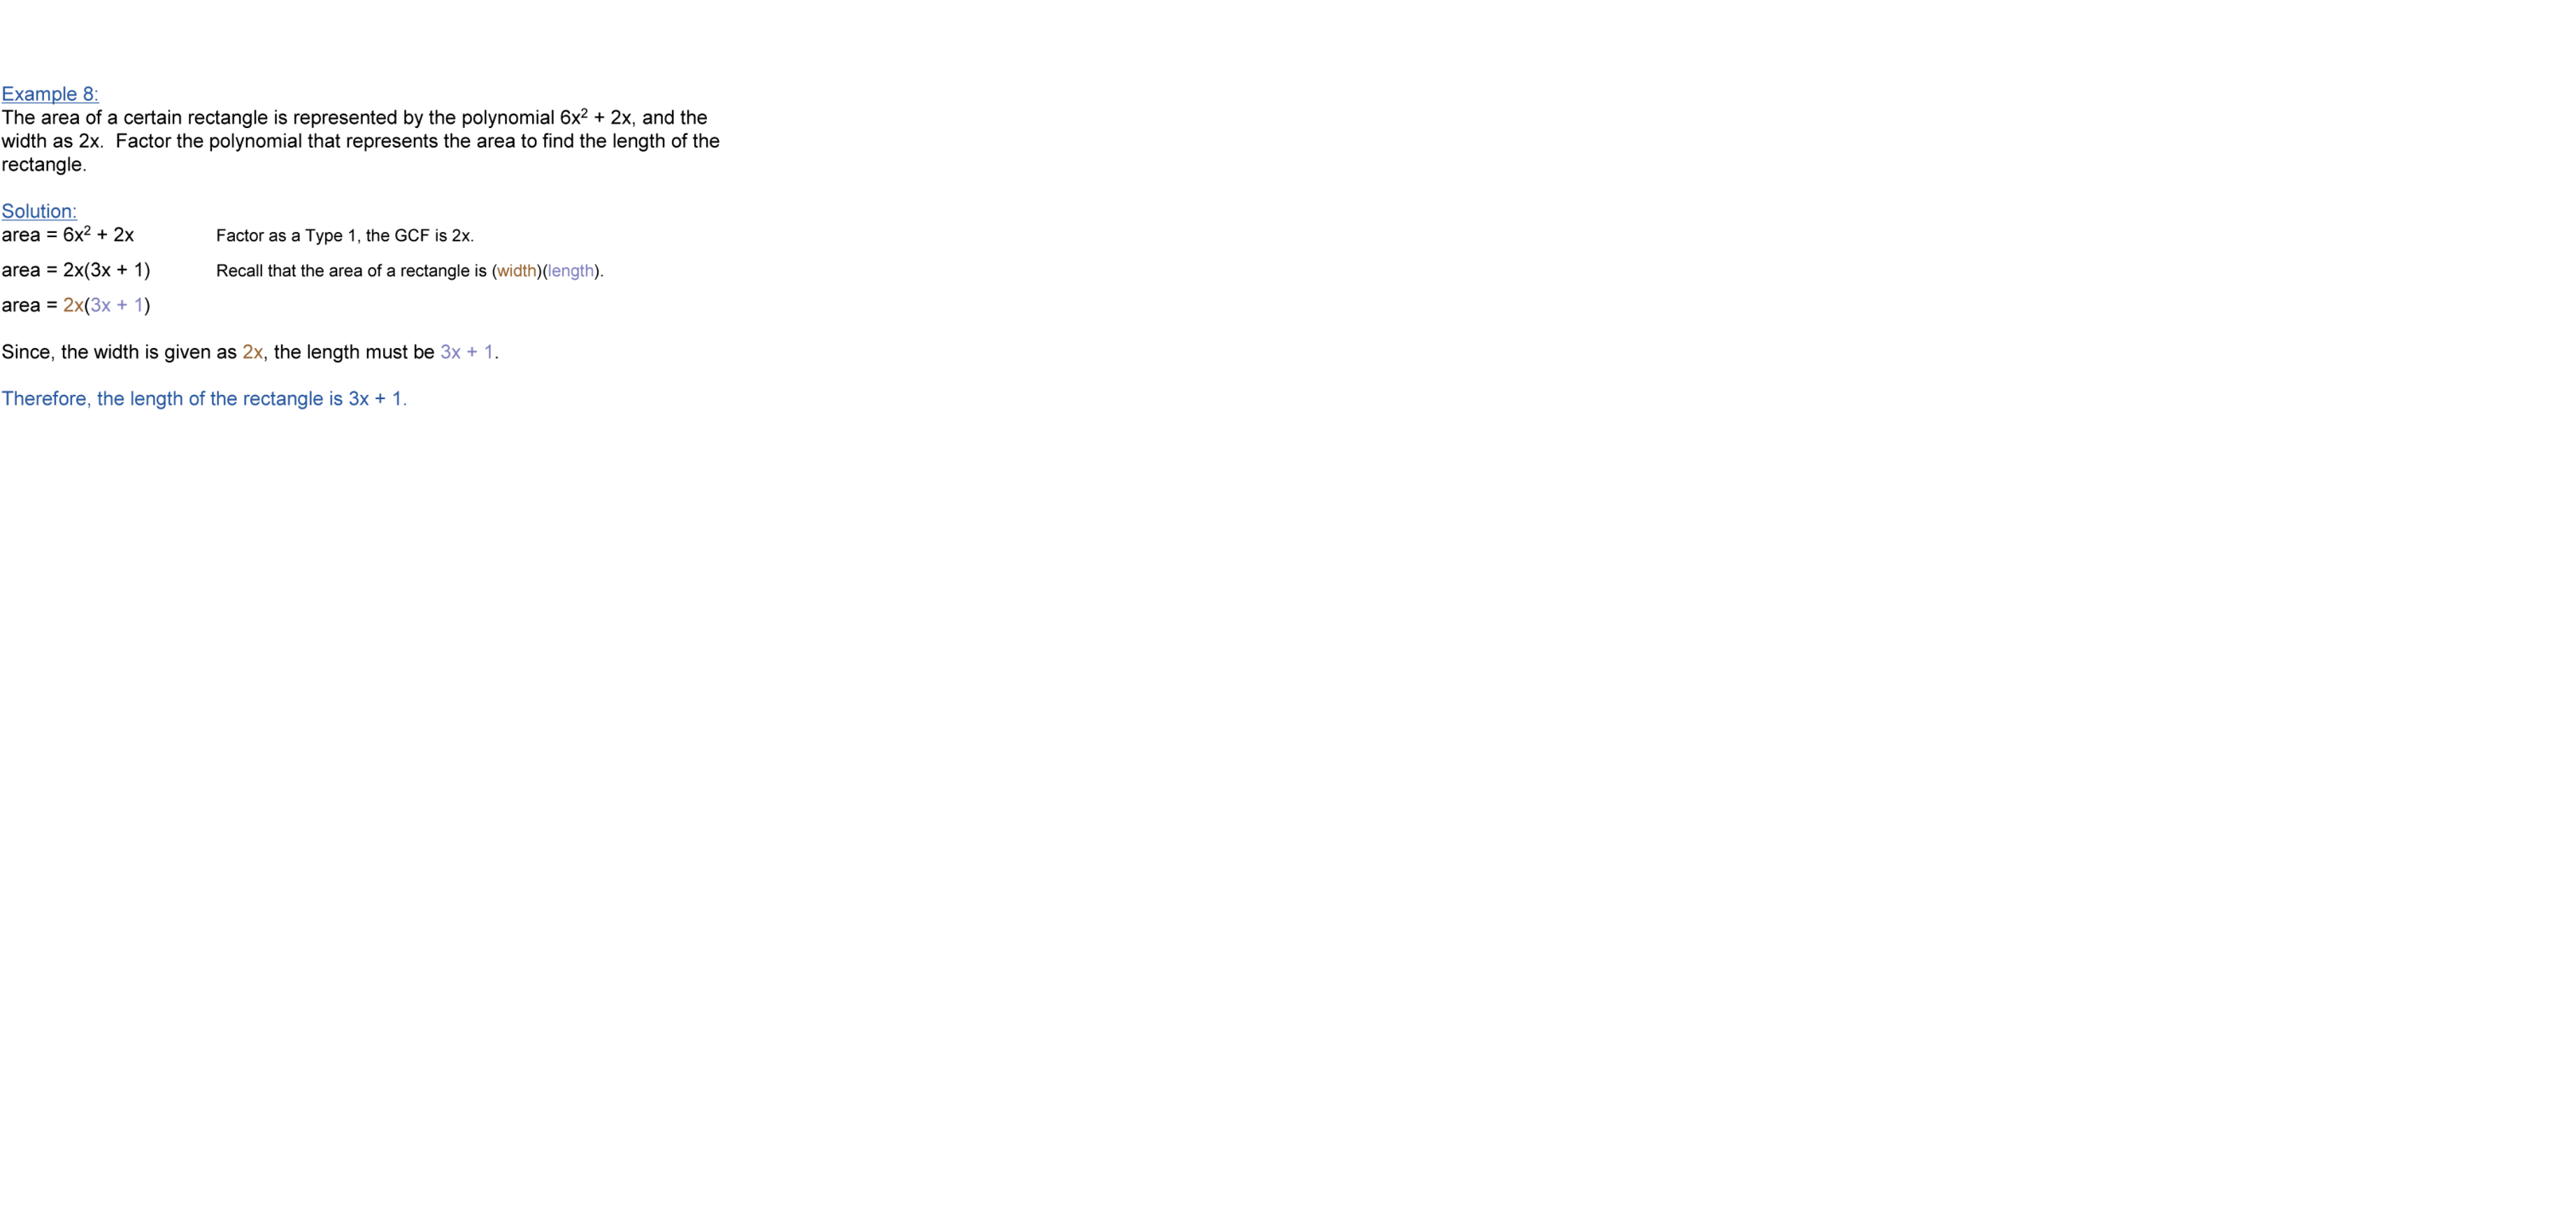 Example 8:
The area of a certain rectangle is represented by the polynomial 6x² + 2x, and the
width as 2x.  Factor the polynomial that represents the area to find the length of the
rectangle.
Solution:
area = 6x² + 2x Factor as a Type 1, the GCF is 2x.
area = 2x(3x + 1) Recall that the area of a rectangle is (width)(length).
area = 2x(3x + 1)
Since, the width is given as 2x, the length must be 3x + 1.
Therefore, the length of the rectangle is 3x + 1.